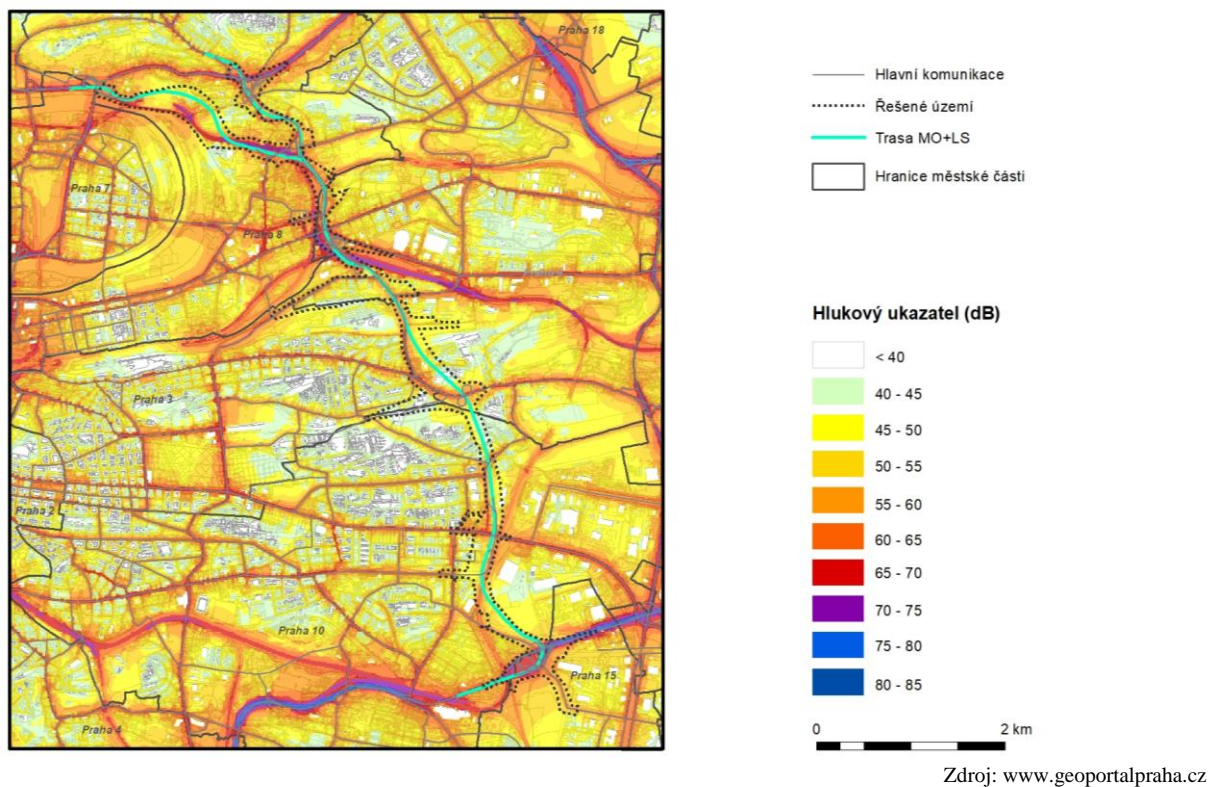 Praha 18
Praha 7
Praha 8
Praha 3
Praha 2
Praha 10
Praha 15
Praha 4
Hlavní komunikace
Řešené území
Trasa MO+LS
Hranice městské části
Hlukový ukazatel (dB)
< 40
40 - 45
45 - 50
50 - 55
55 - 60
60 - 65
65 - 70
70 - 75
75 - 80
80 - 85
0 2 km
Zdroj: www.geoportalpraha.cz